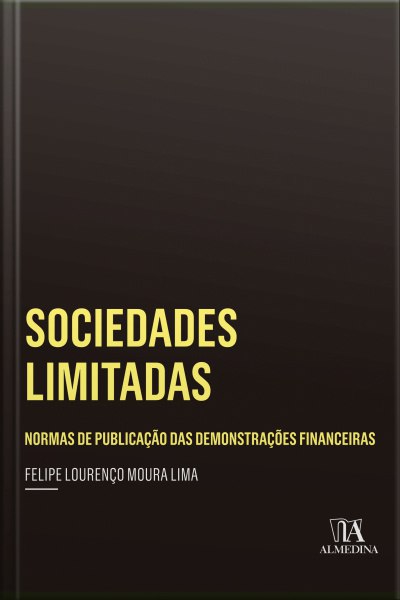 SOCIEDADES
LIMITADAS
NORMAS DE PUBLICAÇÃO DAS DEMONSTRAÇÕES FINANCEIRAS
FELIPE LOURENÇO MOURA LIMA
ALMEDINA